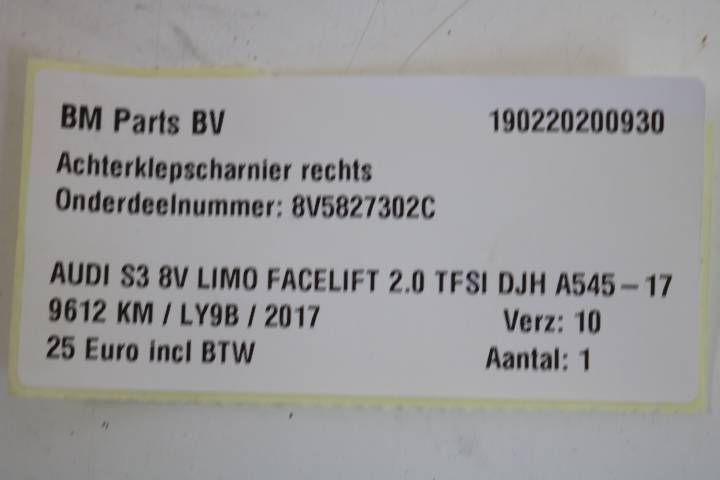 BM Parts BV 190220200930
Achterklepscharnier rechts
Onderdeelnummer: 8V5827302C
AUDI S3 8V LIMO FACELIFT 2.0 TFSI DJH A545-17
9612 KM / LY9B / 2017 Verz: 10
25 Euro incl BTW Aantal: 1